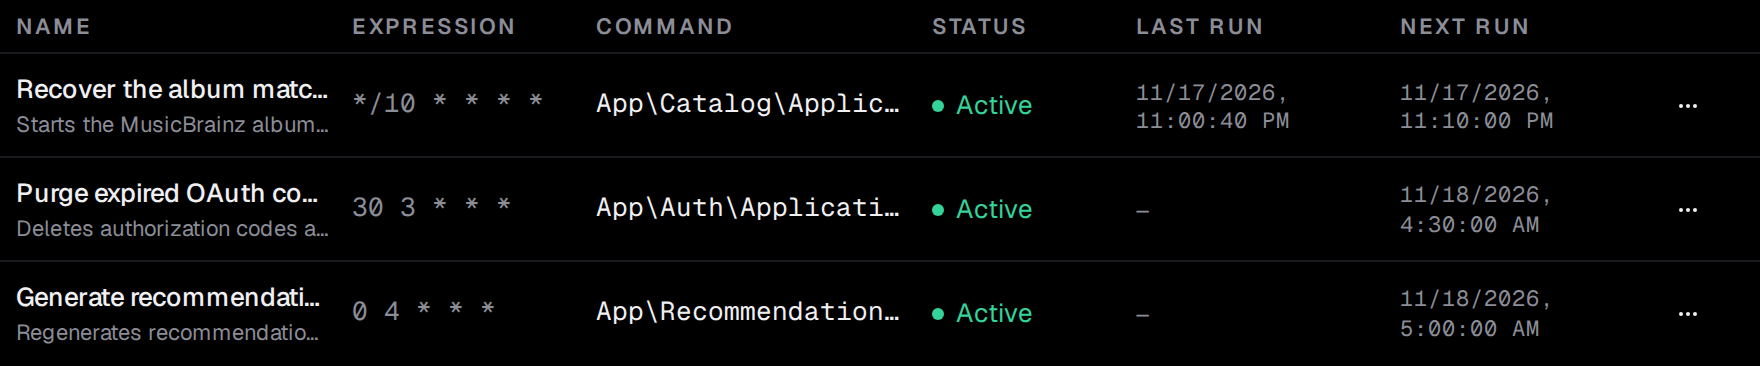 NAME EXPRESSION COMMAND STATUS LAST RUN NEXT RUN
Recover the album matc... */10 * * * * App\Catalog\Applic... Active 11/17/2026, 11:00:40 PM 11/17/2026, 11:10:00 PM ...
Starts the MusicBrainz album...
Purge expired OAuth co... 30 3 * * * App\Auth\Applicati... Active – 11/18/2026, 4:30:00 AM ...
Deletes authorization codes a...
Generate recommendati... 0 4 * * * App\Recommendation... Active – 11/18/2026, 5:00:00 AM ...
Regenerates recommendatio...